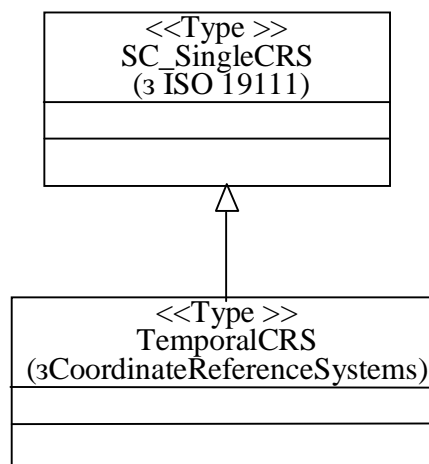 <<Type >>
SC_SingleCRS
(з ISO 19111)
<<Type >>
TemporalCRS
(зCoordinateReferenceSystems)